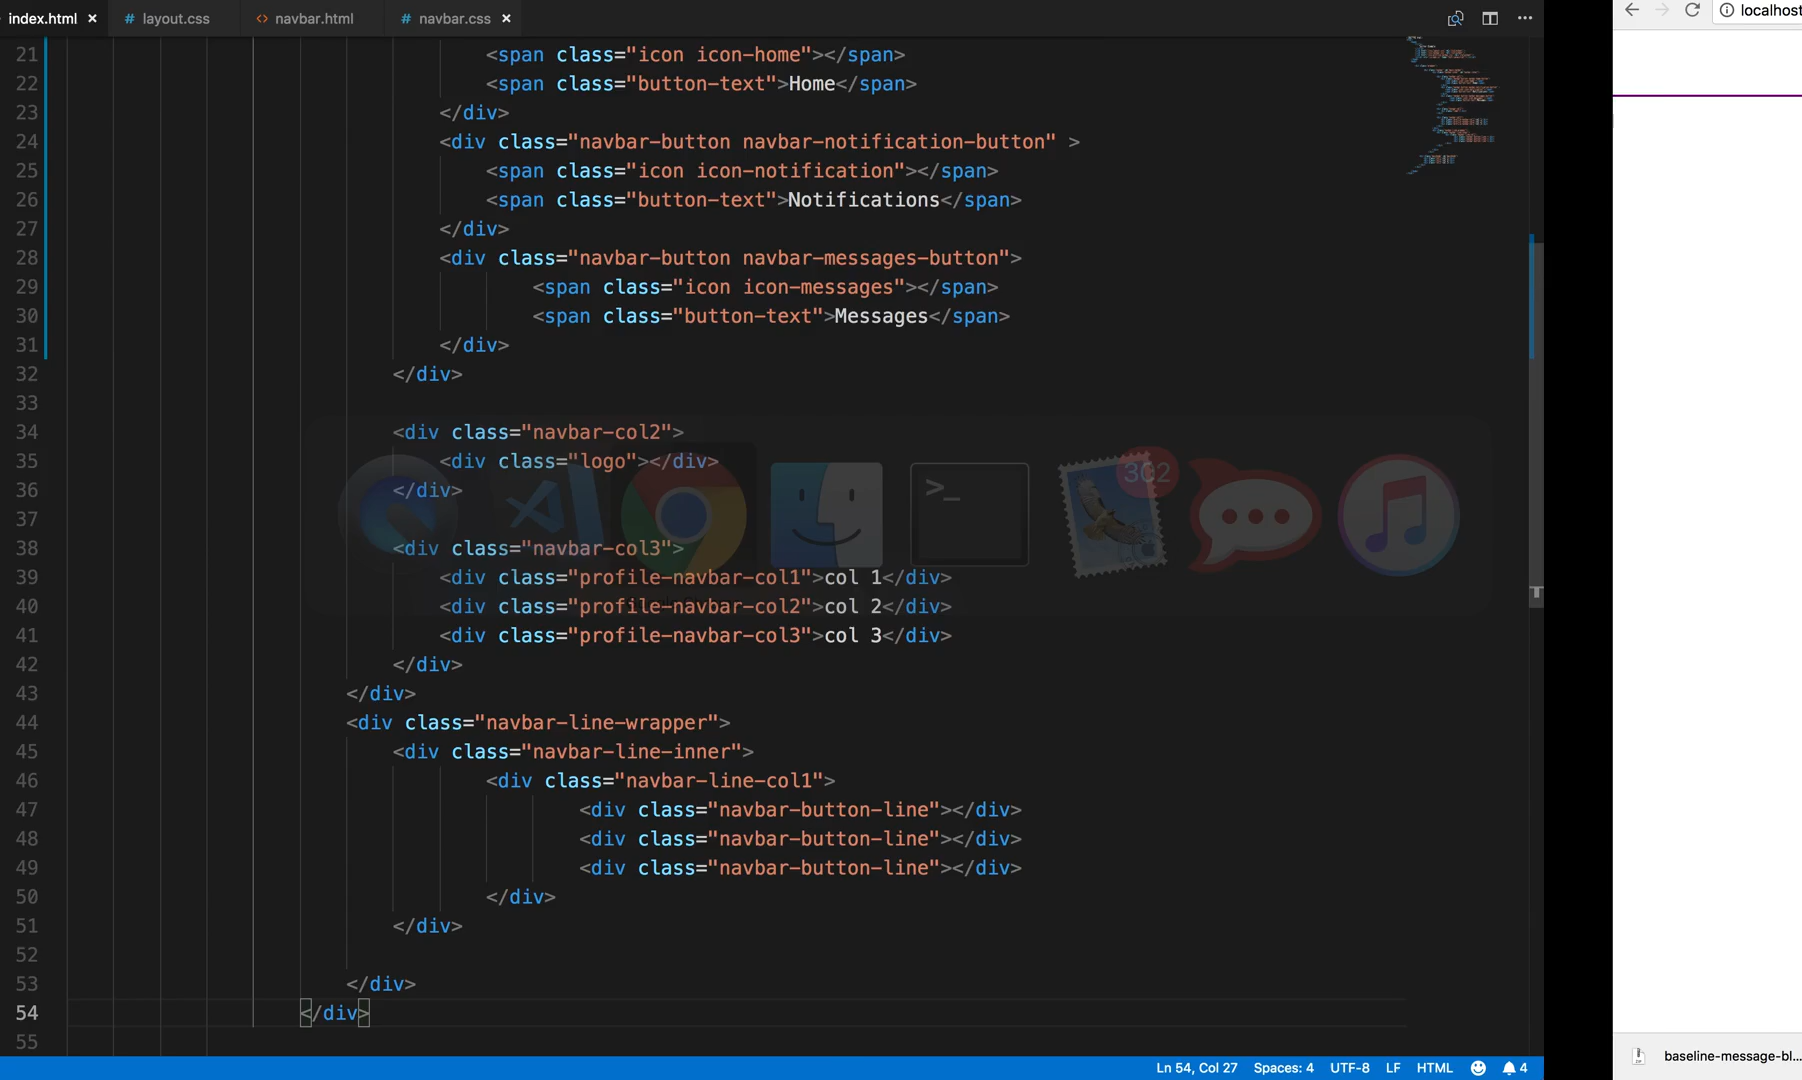 index.html × # layout.css <> navbar.html # navbar.css ×
localhost
21 <span class="icon icon-home"></span>
22 <span class="button-text">Home</span>
23 </div>
24 <div class="navbar-button navbar-notification-button" >
25 <span class="icon icon-notification"></span>
26 <span class="button-text">Notifications</span>
27 </div>
28 <div class="navbar-button navbar-messages-button">
29 <span class="icon icon-messages"></span>
30 <span class="button-text">Messages</span>
31 </div>
32 </div>
33
34 <div class="navbar-col2">
35 <div class="logo"></div>
36 </div>
37
38 <div class="navbar-col3">
39 <div class="profile-navbar-col1">col 1</div>
40 <div class="profile-navbar-col2">col 2</div>
41 <div class="profile-navbar-col3">col 3</div>
42 </div>
43 </div>
44 <div class="navbar-line-wrapper">
45 <div class="navbar-line-inner">
46 <div class="navbar-line-col1">
47 <div class="navbar-button-line"></div>
48 <div class="navbar-button-line"></div>
49 <div class="navbar-button-line"></div>
50 </div>
51 </div>
52
53 </div>
54 </div>
55
302
>_
Ln 54, Col 27 Spaces: 4 UTF-8 LF HTML 4
baseline-message-bl...